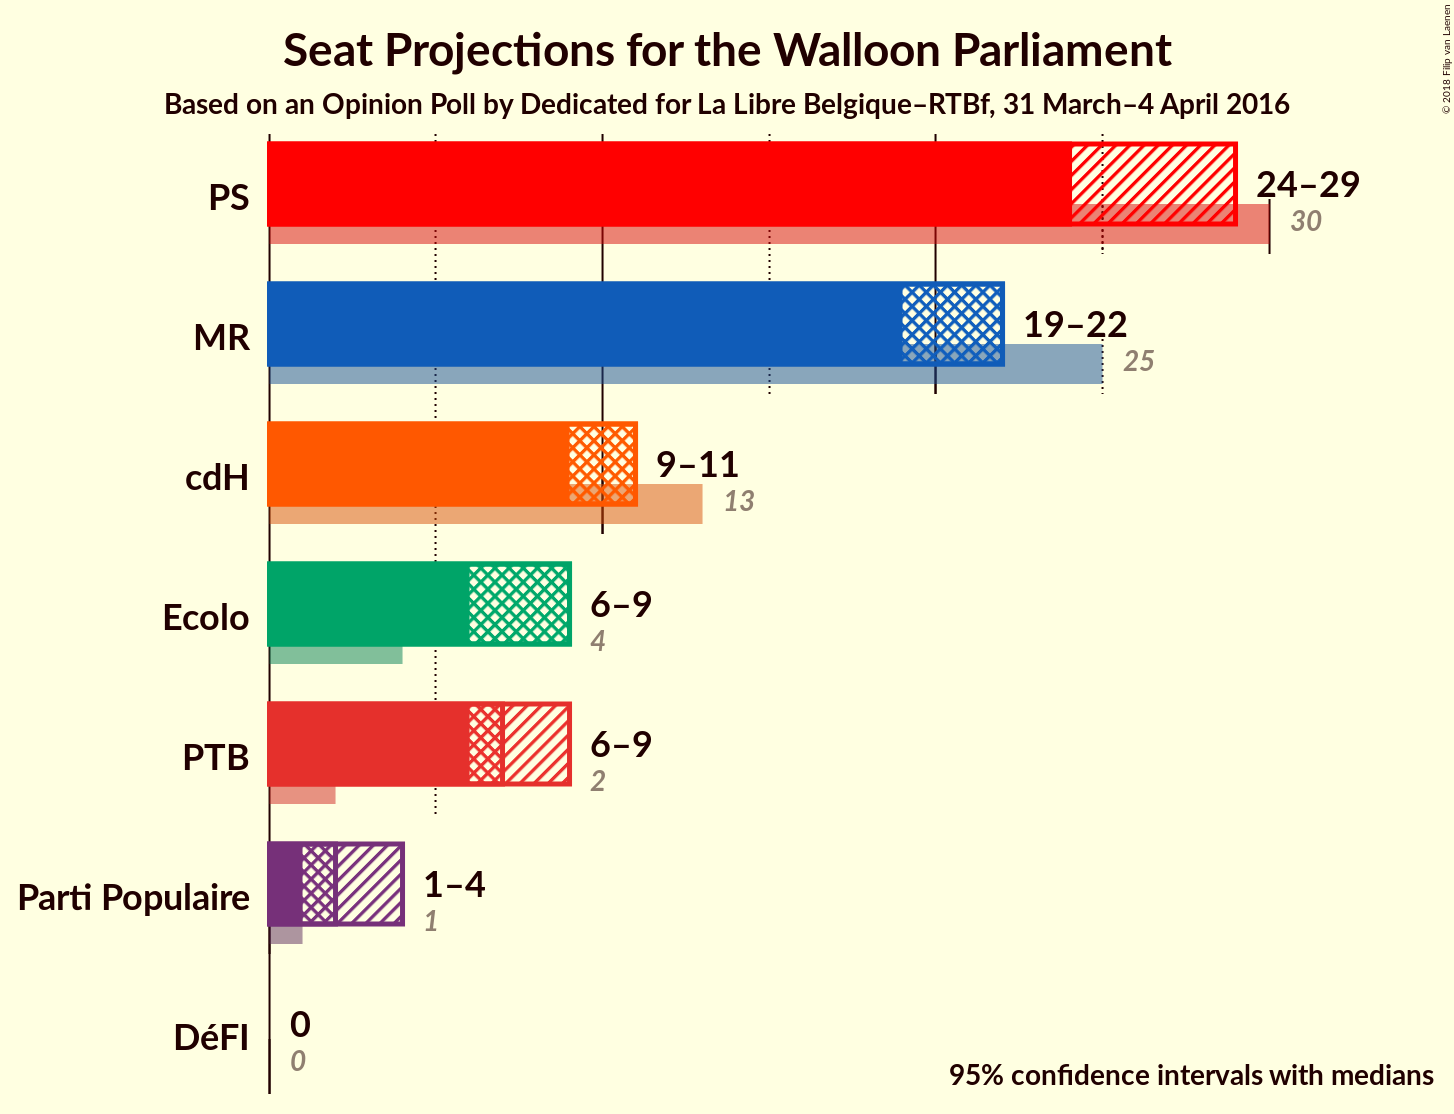 Seat Projections for the Walloon Parliament
Based on an Opinion Poll by Dedicated for La Libre Belgique–RTBf, 31 March–4 April 2016
© 2018 Filip van Laenen
PS
24–29
30
MR
19–22
25
cdH
9–11
13
Ecolo
6–9
4
PTB
6–9
2
Parti Populaire
1–4
1
DéFI
0
0
95% confidence intervals with medians